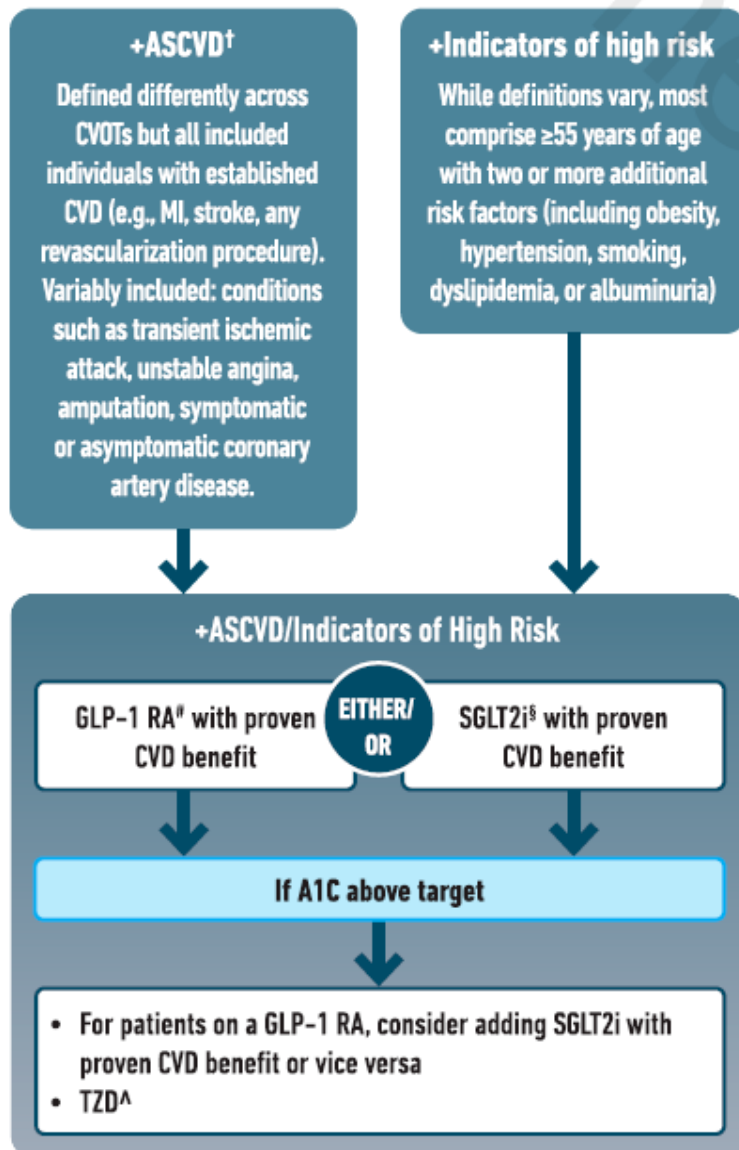 +ASCVD†
Defined differently across
CVOTs but all included
individuals with established
CVD (e.g., MI, stroke, any
revascularization procedure).
Variably included: conditions
such as transient ischemic
attack, unstable angina,
amputation, symptomatic
or asymptomatic coronary
artery disease.
+Indicators of high risk
While definitions vary, most
comprise ≥55 years of age
with two or more additional
risk factors (including obesity,
hypertension, smoking,
dyslipidemia, or albuminuria)
+ASCVD/Indicators of High Risk
GLP-1 RA# with proven
CVD benefit
EITHER/
OR
SGLT2i§ with proven
CVD benefit
If A1C above target
• For patients on a GLP-1 RA, consider adding SGLT2i with
proven CVD benefit or vice versa
• TZD^